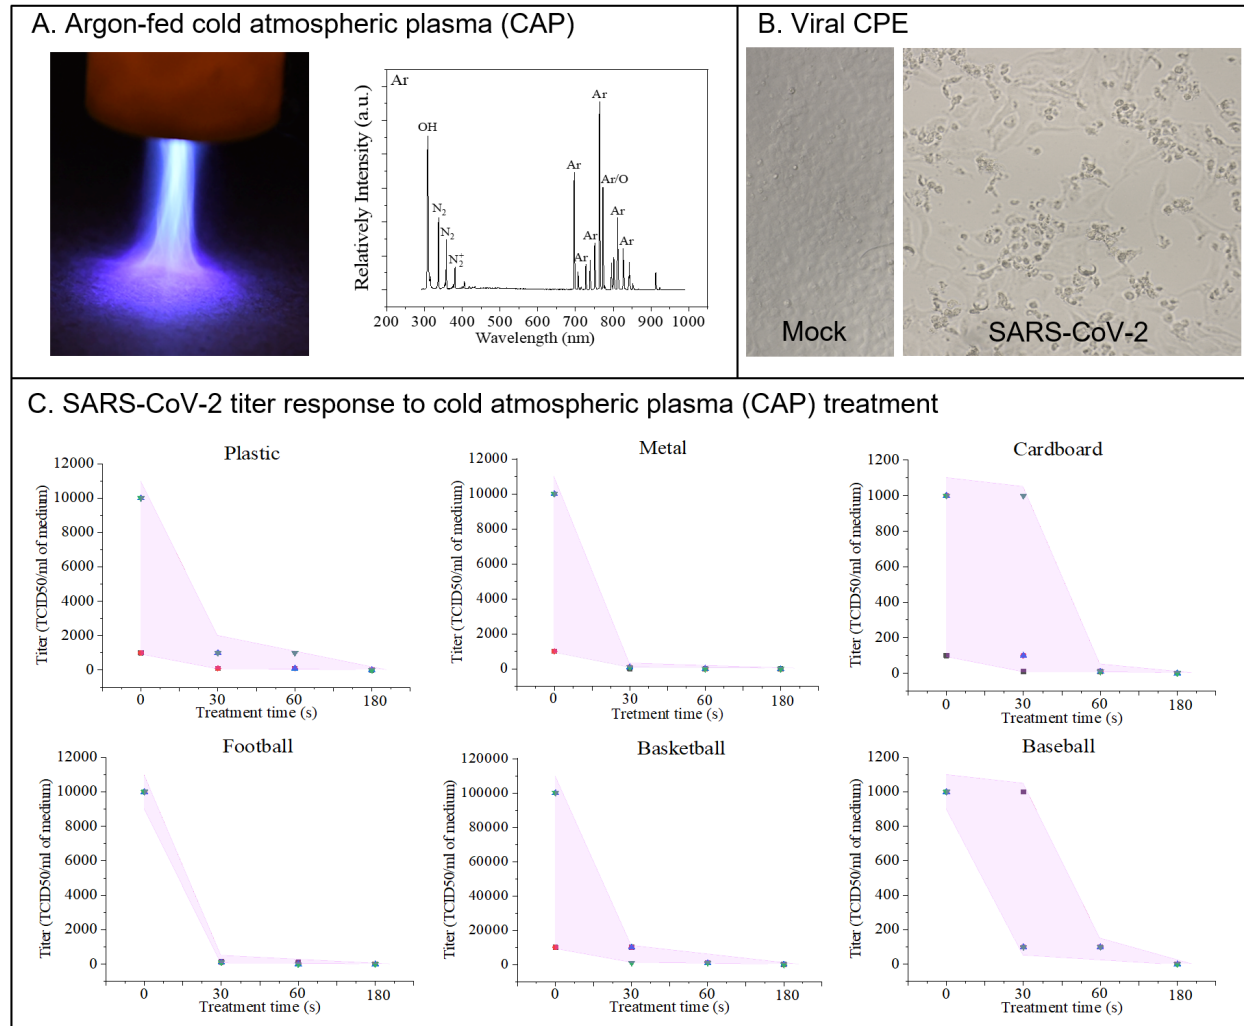 A. Argon-fed cold atmospheric plasma (CAP)
Ar
Relatively Intensity (a.u.)
OH
N2
N2
N2+
Ar
Ar
Ar
Ar/O
Ar
Ar
200 300 400 500 600 700 800 900 1000
Wavelength (nm)
B. Viral CPE
Mock
SARS-CoV-2
C. SARS-CoV-2 titer response to cold atmospheric plasma (CAP) treatment
Plastic
Titer (TCID50/ml of medium)
12000
10000
8000
6000
4000
2000
0
0 30 60 180
Treatment time (s)
Metal
Titer (TCID50/ml of medium)
12000
10000
8000
6000
4000
2000
0
0 30 60 180
Tretment time (s)
Cardboard
Titer (TCID50/ml of medium)
1200
1000
800
600
400
200
0
0 30 60 180
Treatment time (s)
Football
Titer (TCID50/ml of medium)
12000
10000
8000
6000
4000
2000
0
0 30 60 180
Treatment time (s)
Basketball
Titer (TCID50/ml of medium)
120000
100000
80000
60000
40000
20000
0
0 30 60 180
Treatment time (s)
Baseball
Titer (TCID50/ml of medium)
1200
1000
800
600
400
200
0
0 30 60 180
Treatment time (s)